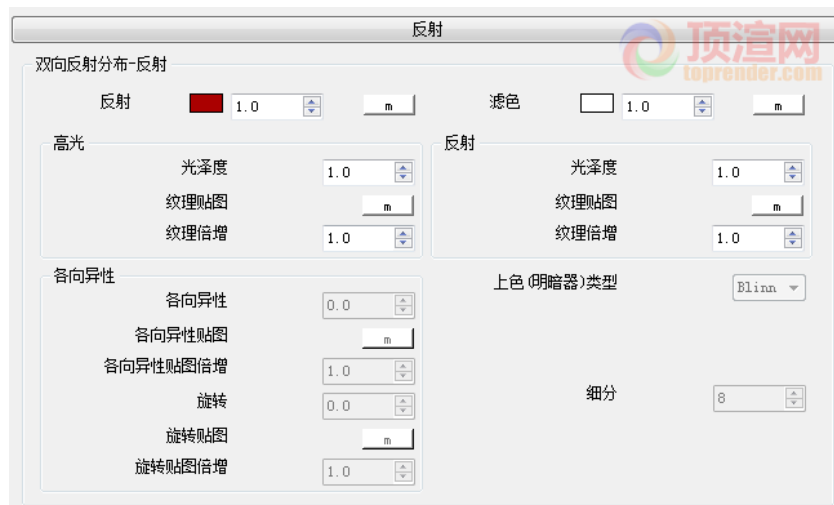 反射
顶渲网
toprender.com
双向反射分布-反射
反射 1.0 m 滤色 1.0 m
高光 反射
光泽度 1.0 光泽度 1.0
纹理贴图 m 纹理贴图 m
纹理倍增 1.0 纹理倍增 1.0
各向异性 上色(明暗器)类型 Blinn
各向异性 0.0
各向异性贴图 m
各向异性贴图倍增 1.0
旋转 0.0 细分 8
旋转贴图 m
旋转贴图倍增 1.0